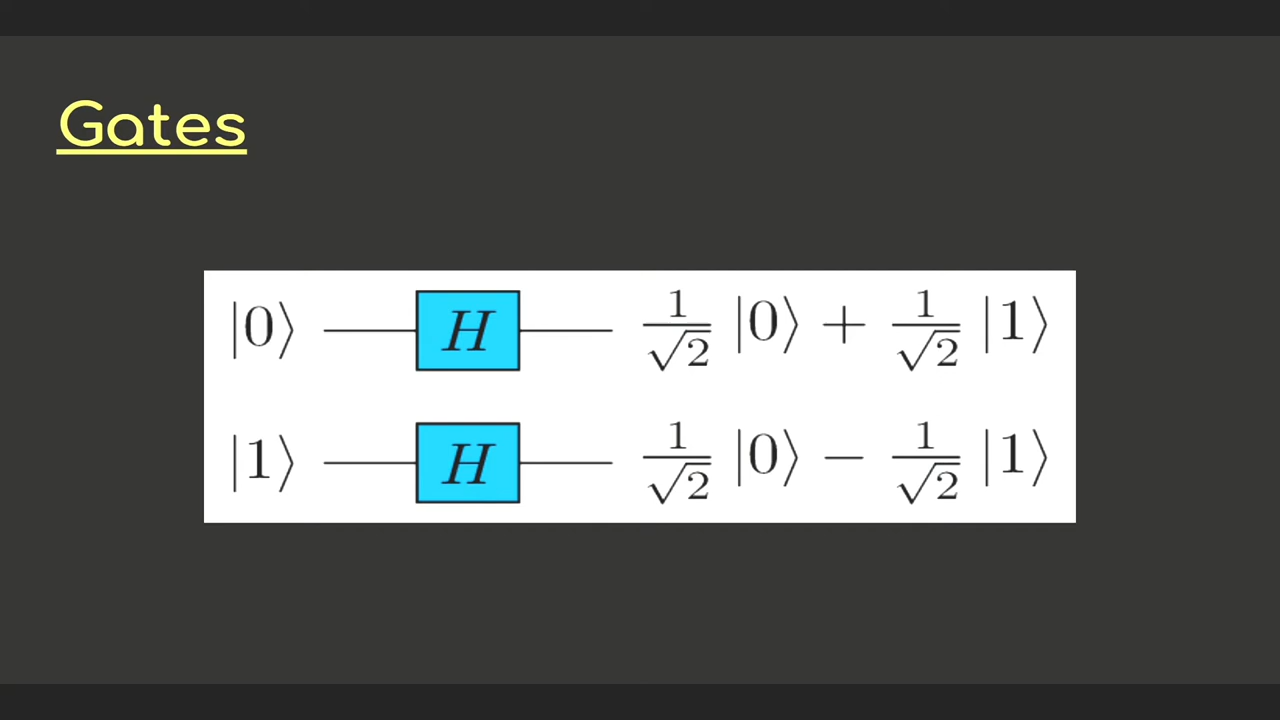 Gates
|0⟩ H 1/√2 |0⟩ + 1/√2 |1⟩
|1⟩ H 1/√2 |0⟩ − 1/√2 |1⟩